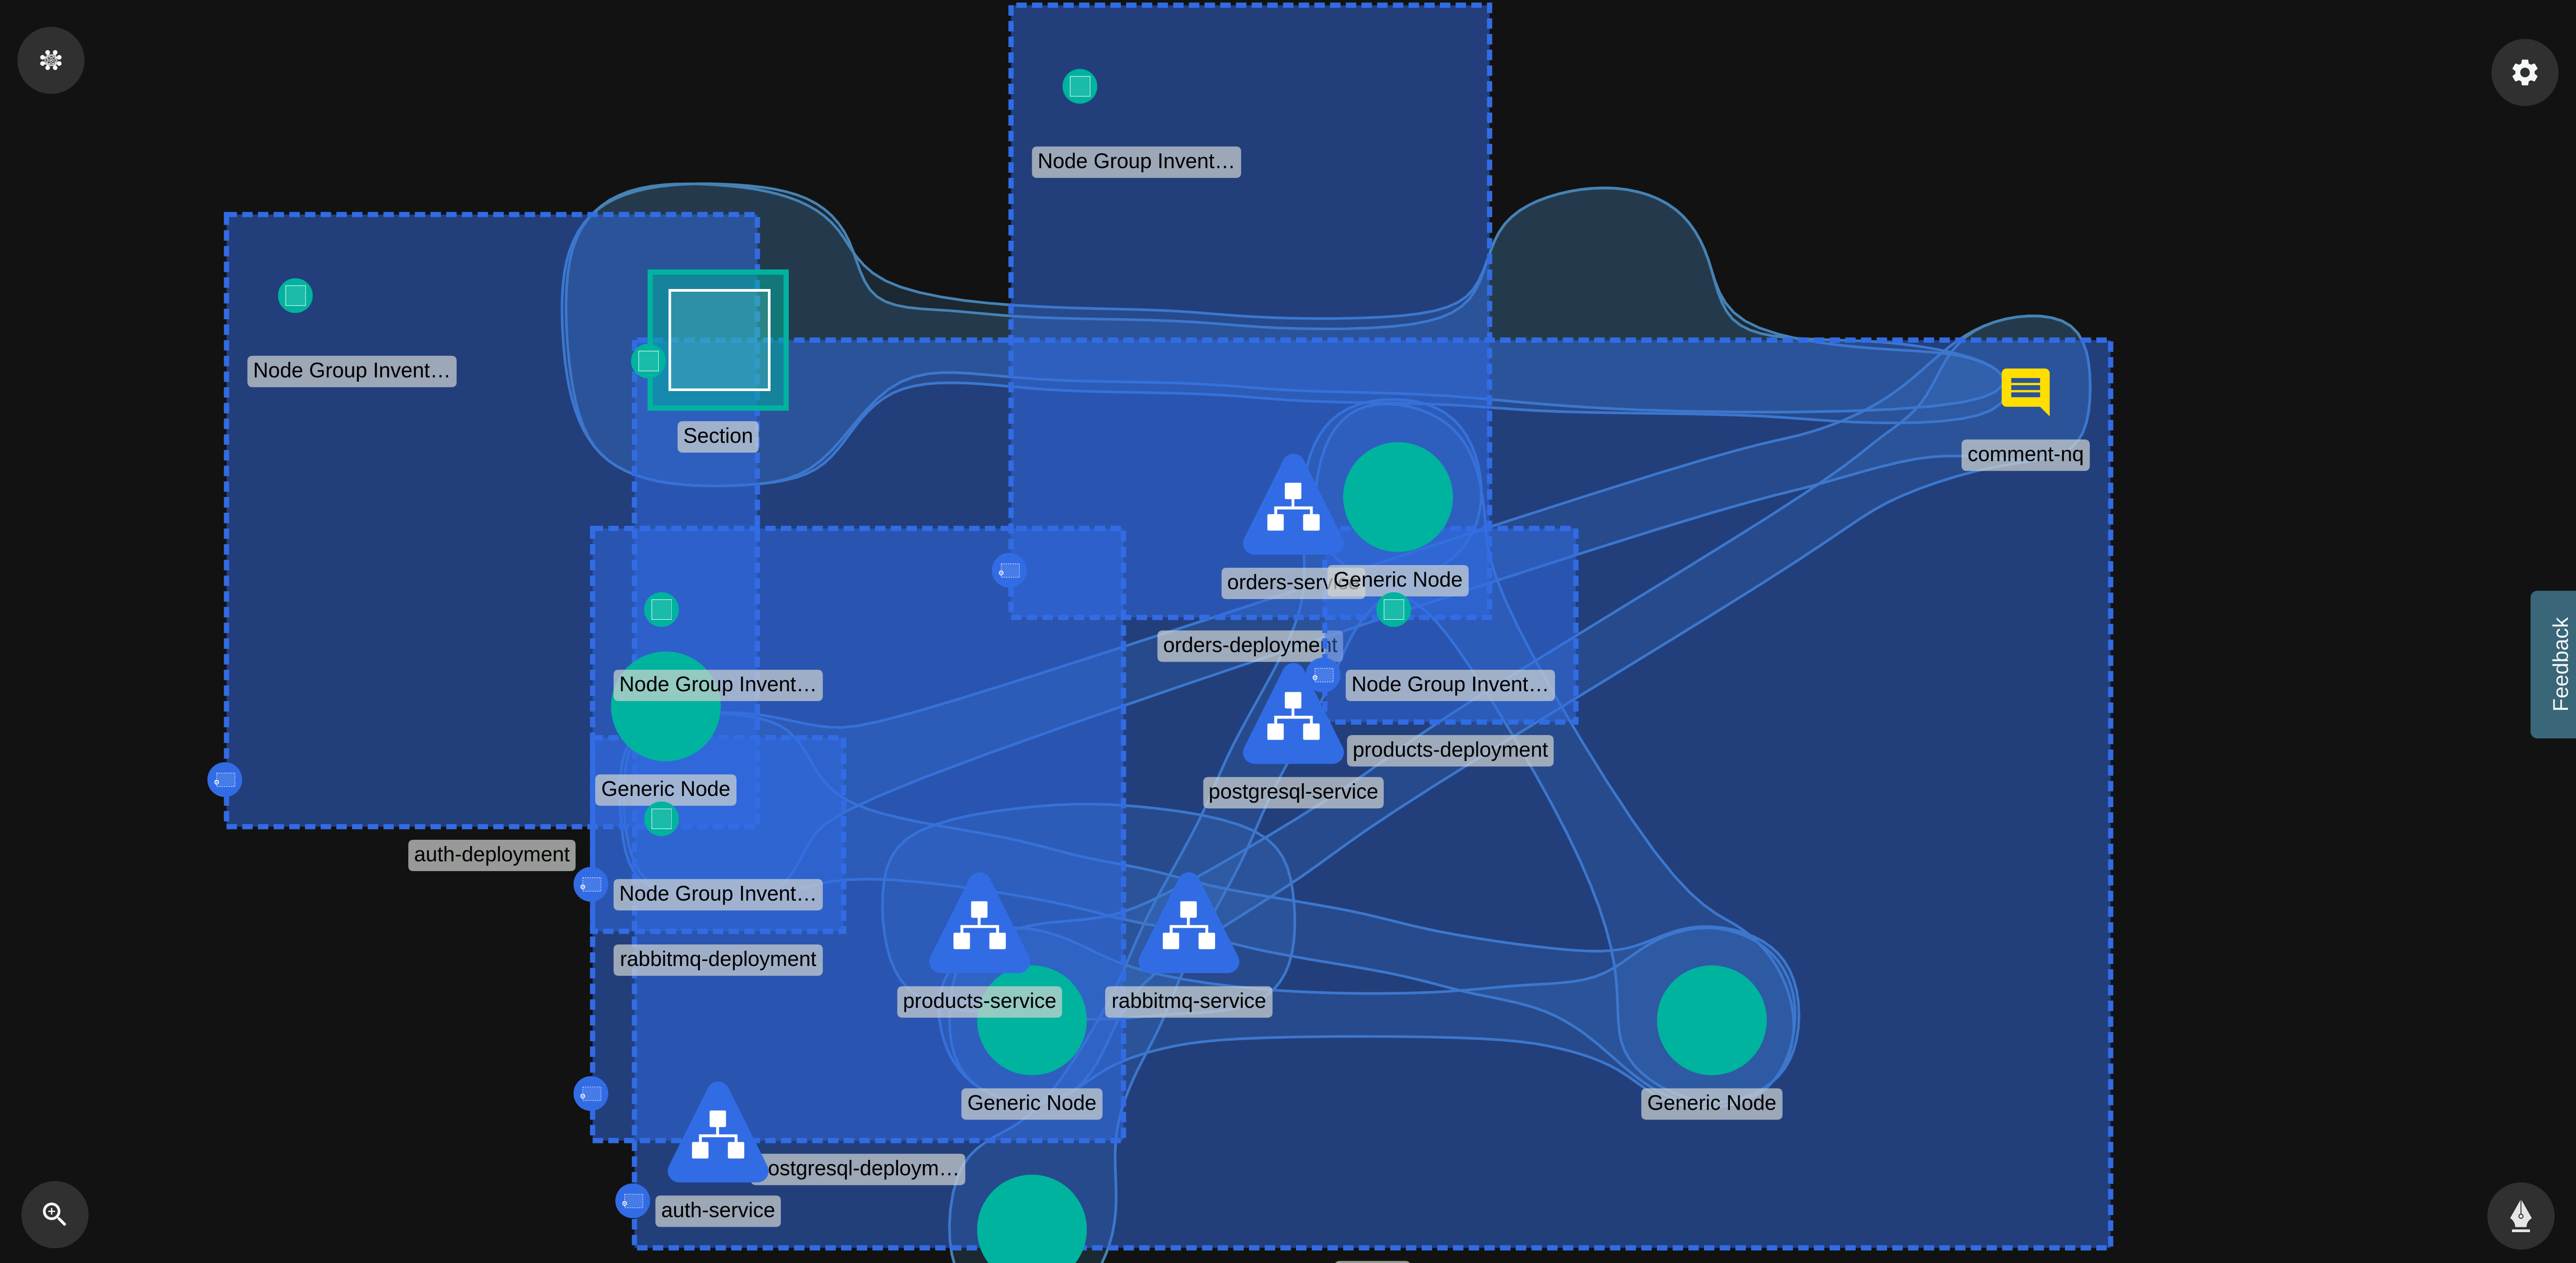 Node Group Invent…
Node Group Invent…
Section
comment-nq
orders-serv
Generic Node
orders-deployment
Node Group Invent…
Node Group Invent…
products-deployment
Generic Node
postgresql-service
auth-deployment
Node Group Invent…
rabbitmq-deployment
products-service
rabbitmq-service
Generic Node
Generic Node
ostgresql-deploym…
auth-service
Feedback